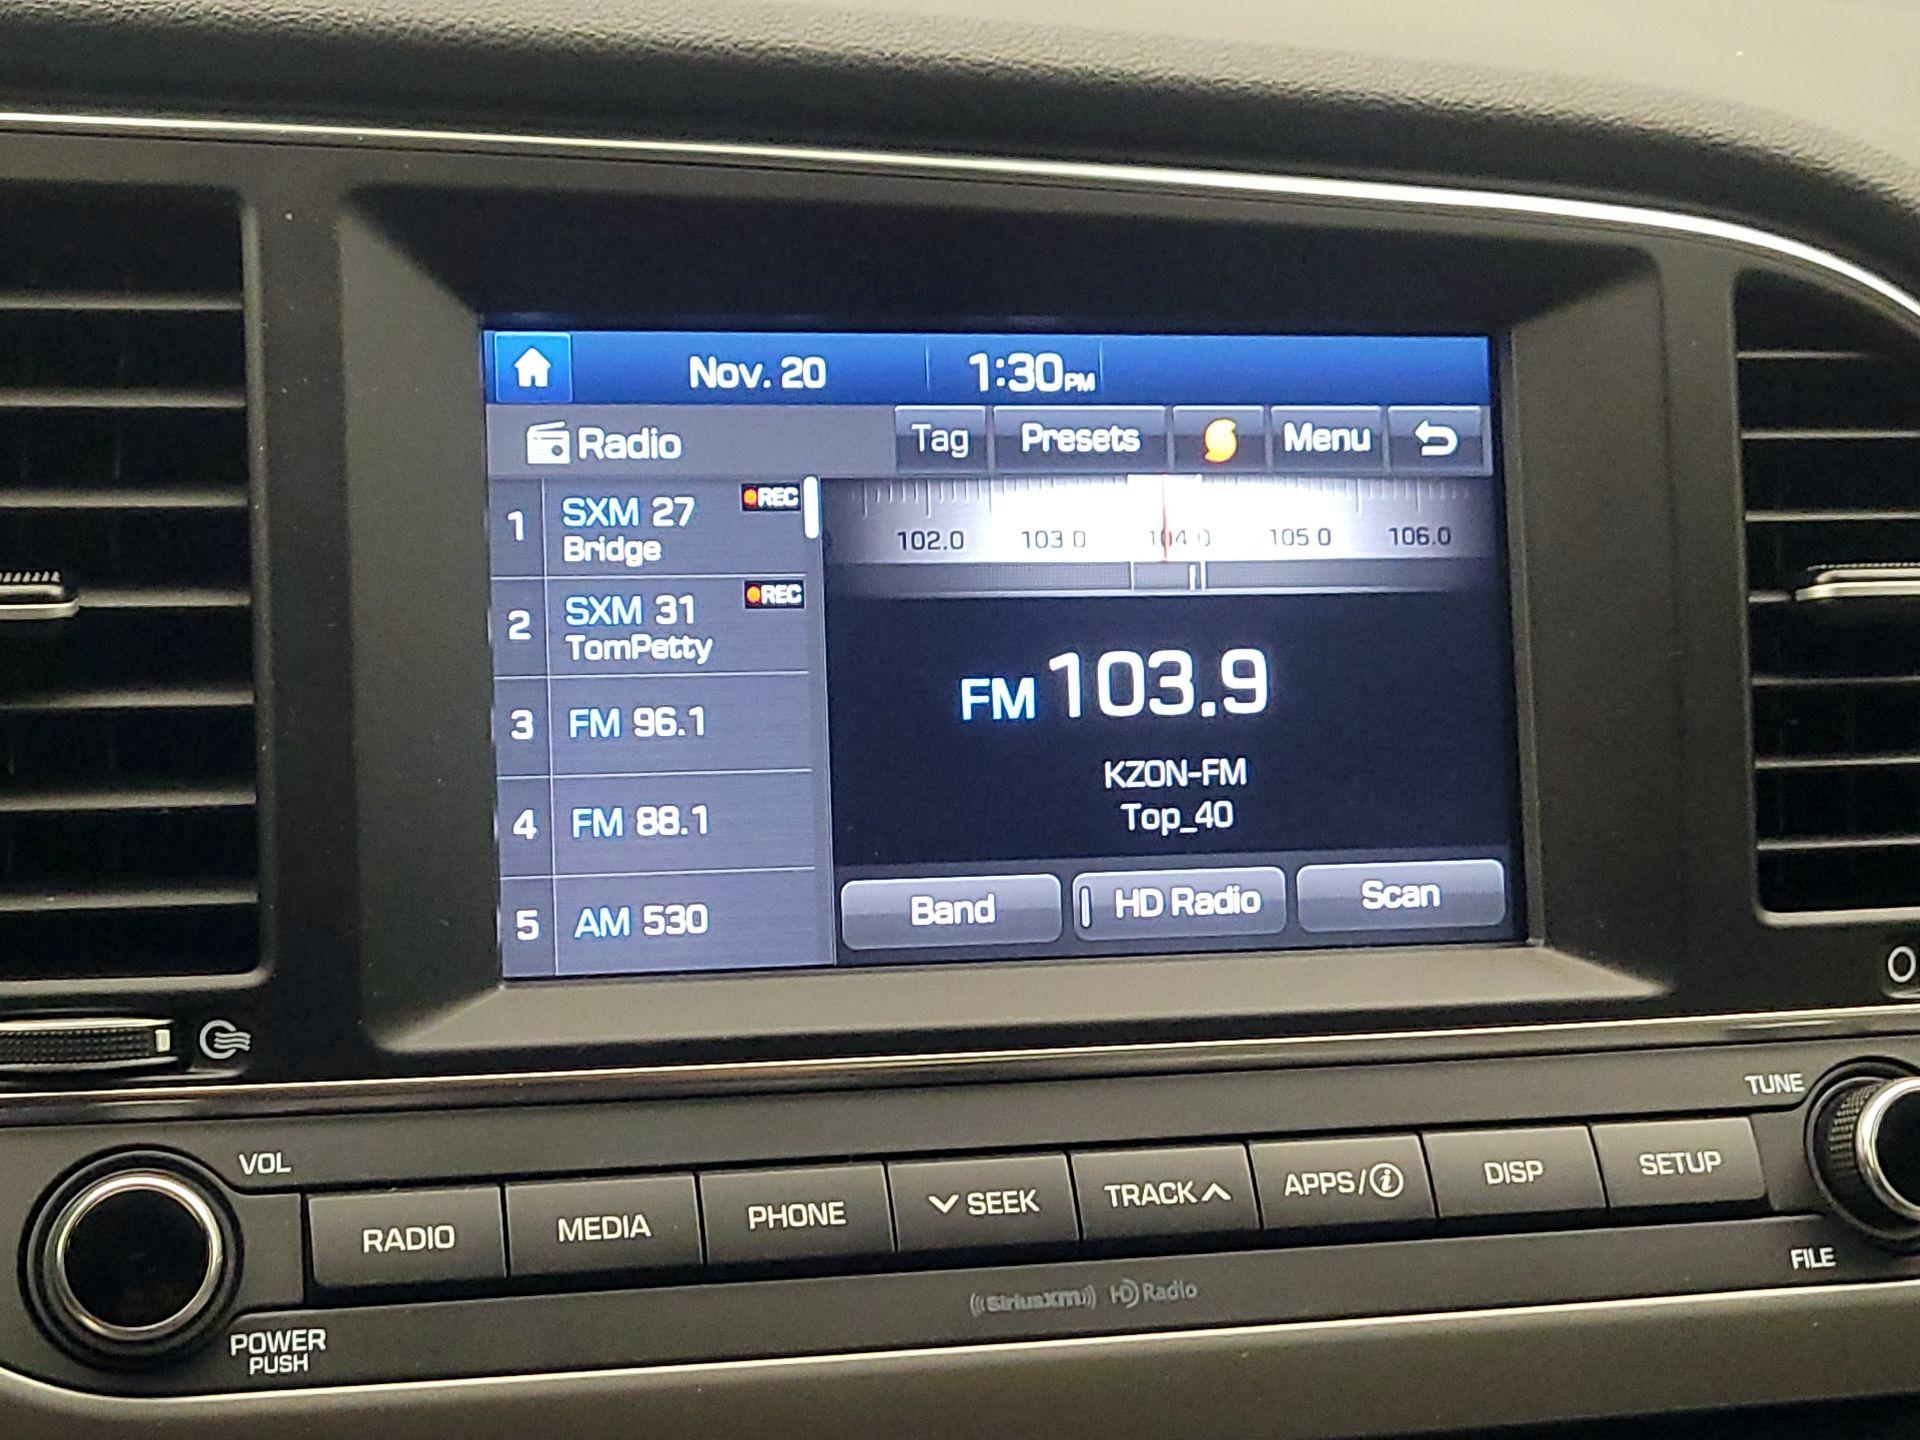 Nov. 20 1:30PM
Radio Tag Presets Menu
1 SXM 27 REC
Bridge
2 SXM 31 REC
TomPetty
3 FM 96.1
4 FM 88.1
5 AM 530
102.0 103.0 104.0 105.0 106.0
FM 103.9
KZON-FM
Top_40
Band HD Radio Scan
VOL
POWER
PUSH
RADIO MEDIA PHONE SEEK TRACK APPS/i DISP SETUP
TUNE
FILE
((SiriusXM)) HD Radio